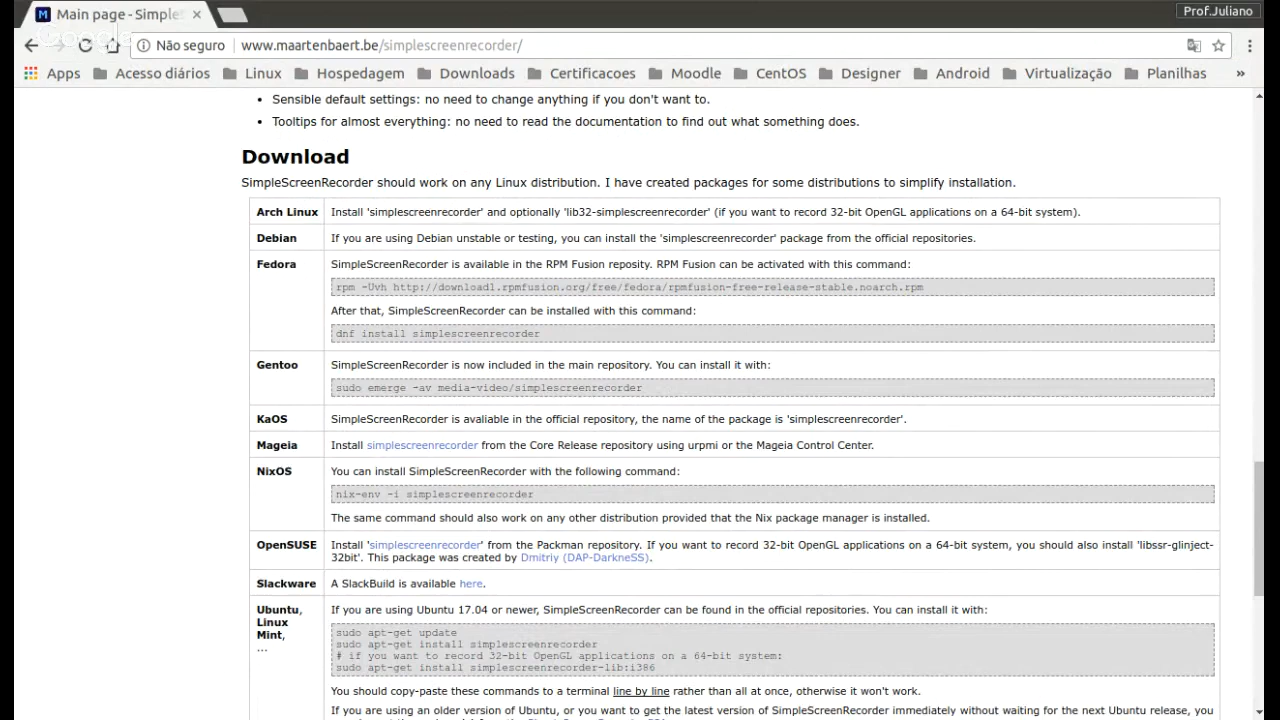 Main page - Simple
Prof.Juliano
Google
Não seguro www.maartenbaert.be/simplescreenrecorder/
Apps Acesso diários Linux Hospedagem Downloads Certificacoes Moodle CentOS Designer Android Virtualização Planilhas »
• Sensible default settings: no need to change anything if you don't want to.
• Tooltips for almost everything: no need to read the documentation to find out what something does.
Download
SimpleScreenRecorder should work on any Linux distribution. I have created packages for some distributions to simplify installation.
Arch Linux Install 'simplescreenrecorder' and optionally 'lib32-simplescreenrecorder' (if you want to record 32-bit OpenGL applications on a 64-bit system).
Debian If you are using Debian unstable or testing, you can install the 'simplescreenrecorder' package from the official repositories.
Fedora SimpleScreenRecorder is available in the RPM Fusion reposity. RPM Fusion can be activated with this command:
rpm -Uvh http://download1.rpmfusion.org/free/fedora/rpmfusion-free-release-stable.noarch.rpm
After that, SimpleScreenRecorder can be installed with this command:
dnf install simplescreenrecorder
Gentoo SimpleScreenRecorder is now included in the main repository. You can install it with:
sudo emerge -av media-video/simplescreenrecorder
KaOS SimpleScreenRecorder is avaliable in the official repository, the name of the package is 'simplescreenrecorder'.
Mageia Install simplescreenrecorder from the Core Release repository using urpmi or the Mageia Control Center.
NixOS You can install SimpleScreenRecorder with the following command:
nix-env -i simplescreenrecorder
The same command should also work on any other distribution provided that the Nix package manager is installed.
OpenSUSE Install 'simplescreenrecorder' from the Packman repository. If you want to record 32-bit OpenGL applications on a 64-bit system, you should also install 'libssr-glinject-
32bit'. This package was created by Dmitriy (DAP-DarkneSS).
Slackware A SlackBuild is available here.
Ubuntu, If you are using Ubuntu 17.04 or newer, SimpleScreenRecorder can be found in the official repositories. You can install it with:
Linux
Mint,
...
sudo apt-get update
sudo apt-get install simplescreenrecorder
# if you want to record 32-bit OpenGL applications on a 64-bit system:
sudo apt-get install simplescreenrecorder-lib:i386
You should copy-paste these commands to a terminal line by line rather than all at once, otherwise it won't work.
If you are using an older version of Ubuntu, or you want to get the latest version of SimpleScreenRecorder immediately without waiting for the next Ubuntu release, you